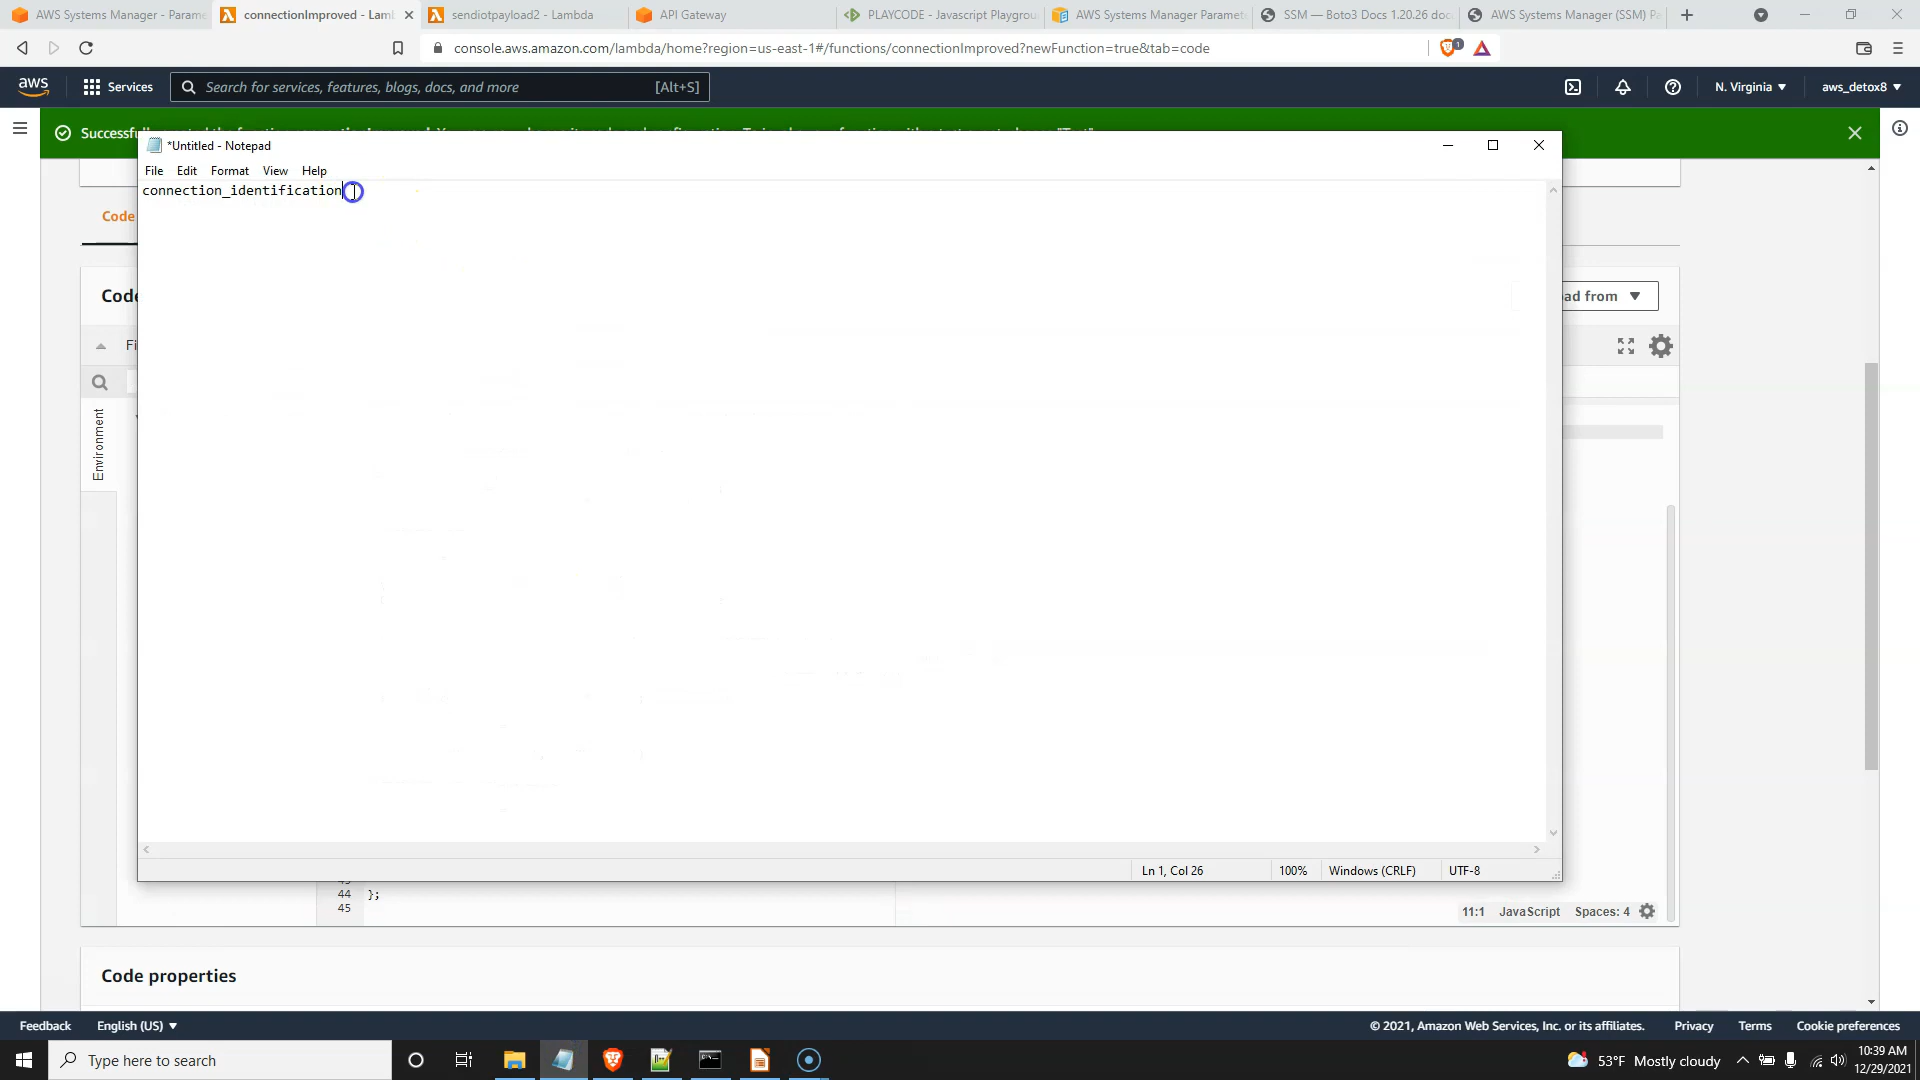 AWS Systems Manager - Parame
connectionImproved - Lam
sendiotpayload2 - Lambda
API Gateway
PLAYCODE - Javascript Playgrou
AWS Systems Manager Paramet
SSM — Boto3 Docs 1.20.26 doc
AWS Systems Manager (SSM) Pa
console.aws.amazon.com/lambda/home?region=us-east-1#/functions/connectionImproved?newFunction=true&tab=code
1
aws
Services
Search for services, features, blogs, docs, and more
[Alt+S]
N. Virginia
aws_detox8
*Untitled - Notepad
File Edit Format View Help
connection_identification
Code
Code
ad from
Fi
Environment
Ln 1, Col 26
100%
Windows (CRLF)
UTF-8
44 };
45
11:1 JavaScript Spaces: 4
Code properties
Feedback
English (US)
© 2021, Amazon Web Services, Inc. or its affiliates.
Privacy
Terms
Cookie preferences
Type here to search
53°F Mostly cloudy
10:39 AM
12/29/2021